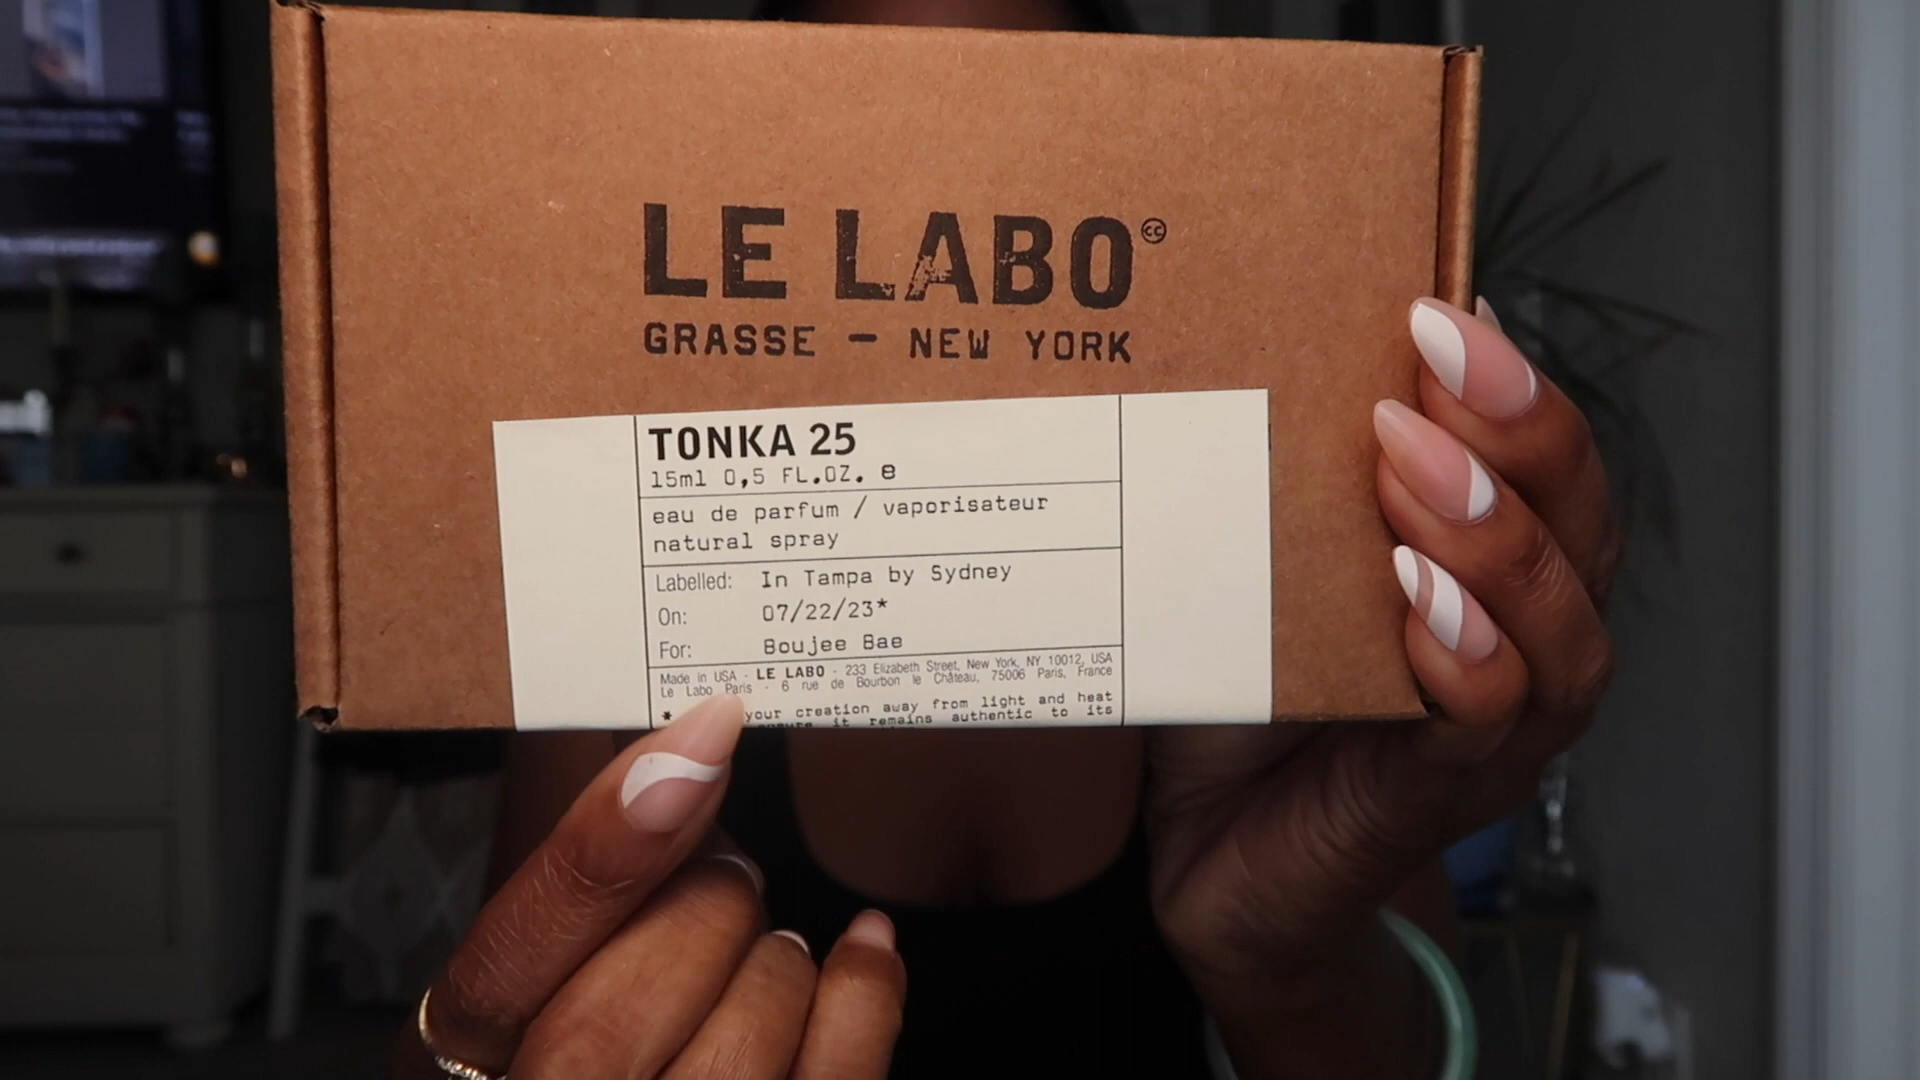 LE LABO
GRASSE - NEW YORK
TONKA 25
15ml 0,5 FL.OZ. e
eau de parfum / vaporisateur
natural spray
Labelled: In Tampa by Sydney
On: 07/22/23*
For: Boujee Bae
Made in USA - LE LABO - 233 Elizabeth Street, New York, NY 10012, USA
Le Labo Paris - 6 rue de Bourbon le Château, 75006 Paris, France
* your creation away from light and heat
it remains authentic to its